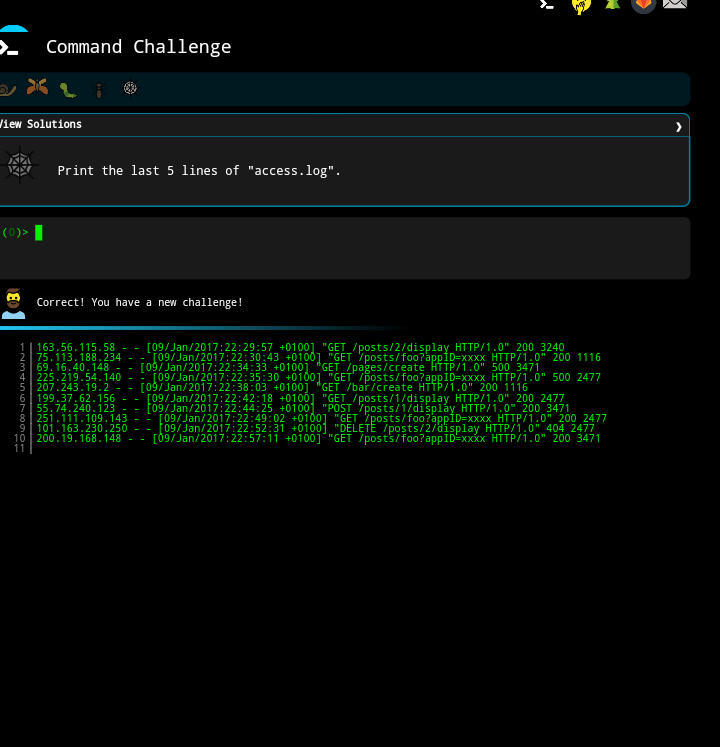 Command Challenge
View Solutions
Print the last 5 lines of "access.log".
(0)>
Correct! You have a new challenge!
1 163.56.115.58 - - [09/Jan/2017:22:29:57 +0100] "GET /posts/2/display HTTP/1.0" 200 3240
2 75.113.188.234 - - [09/Jan/2017:22:30:43 +0100] "GET /posts/foo?appID=xxxx HTTP/1.0" 200 1116
3 69.16.40.148 - - [09/Jan/2017:22:34:33 +0100] "GET /pages/create HTTP/1.0" 500 3471
4 225.219.54.140 - - [09/Jan/2017:22:35:30 +0100] "GET /posts/foo?appID=xxxx HTTP/1.0" 500 2477
5 207.243.19.2 - - [09/Jan/2017:22:38:03 +0100] "GET /bar/create HTTP/1.0" 200 1116
6 199.37.62.156 - - [09/Jan/2017:22:42:18 +0100] "GET /posts/1/display HTTP/1.0" 200 2477
7 55.74.240.123 - - [09/Jan/2017:22:44:25 +0100] "POST /posts/1/display HTTP/1.0" 200 3471
8 251.111.109.143 - - [09/Jan/2017:22:49:02 +0100] "GET /posts/foo?appID=xxxx HTTP/1.0" 200 2477
9 101.163.230.250 - - [09/Jan/2017:22:52:31 +0100] "DELETE /posts/2/display HTTP/1.0" 404 2477
10 200.19.168.148 - - [09/Jan/2017:22:57:11 +0100] "GET /posts/foo?appID=xxxx HTTP/1.0" 200 3471
11